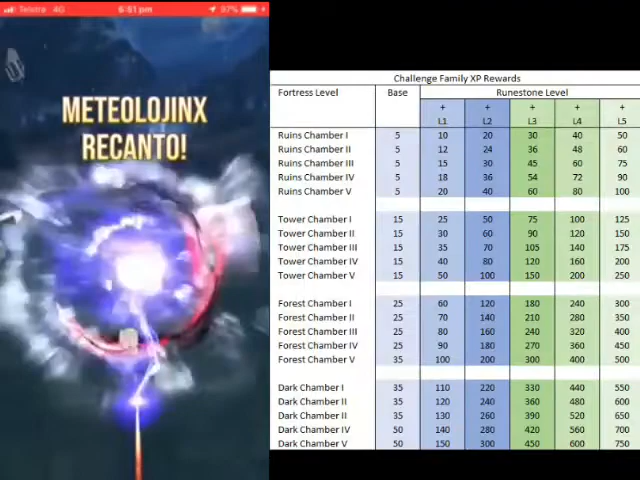 Telstra 4G 6:51 pm 97%
METEOLOJINX
RECANTO!
Challenge Family XP Rewards
Fortress Level Base Runestone Level
+ + + + +
L1 L2 L3 L4 L5
Ruins Chamber I 5 10 20 30 40 50
Ruins Chamber II 5 12 24 36 48 60
Ruins Chamber III 5 15 30 45 60 75
Ruins Chamber IV 5 18 36 54 72 90
Ruins Chamber V 5 20 40 60 80 100
Tower Chamber I 15 25 50 75 100 125
Tower Chamber II 15 30 60 90 120 150
Tower Chamber III 15 35 70 105 140 175
Tower Chamber IV 15 40 80 120 160 200
Tower Chamber V 15 50 100 150 200 250
Forest Chamber I 25 60 120 180 240 300
Forest Chamber II 25 70 140 210 280 350
Forest Chamber III 25 80 160 240 320 400
Forest Chamber IV 25 90 180 270 360 450
Forest Chamber V 35 100 200 300 400 500
Dark Chamber I 35 110 220 330 440 550
Dark Chamber II 35 120 240 360 480 600
Dark Chamber II 35 130 260 390 520 650
Dark Chamber IV 50 140 280 420 560 700
Dark Chamber V 50 150 300 450 600 750